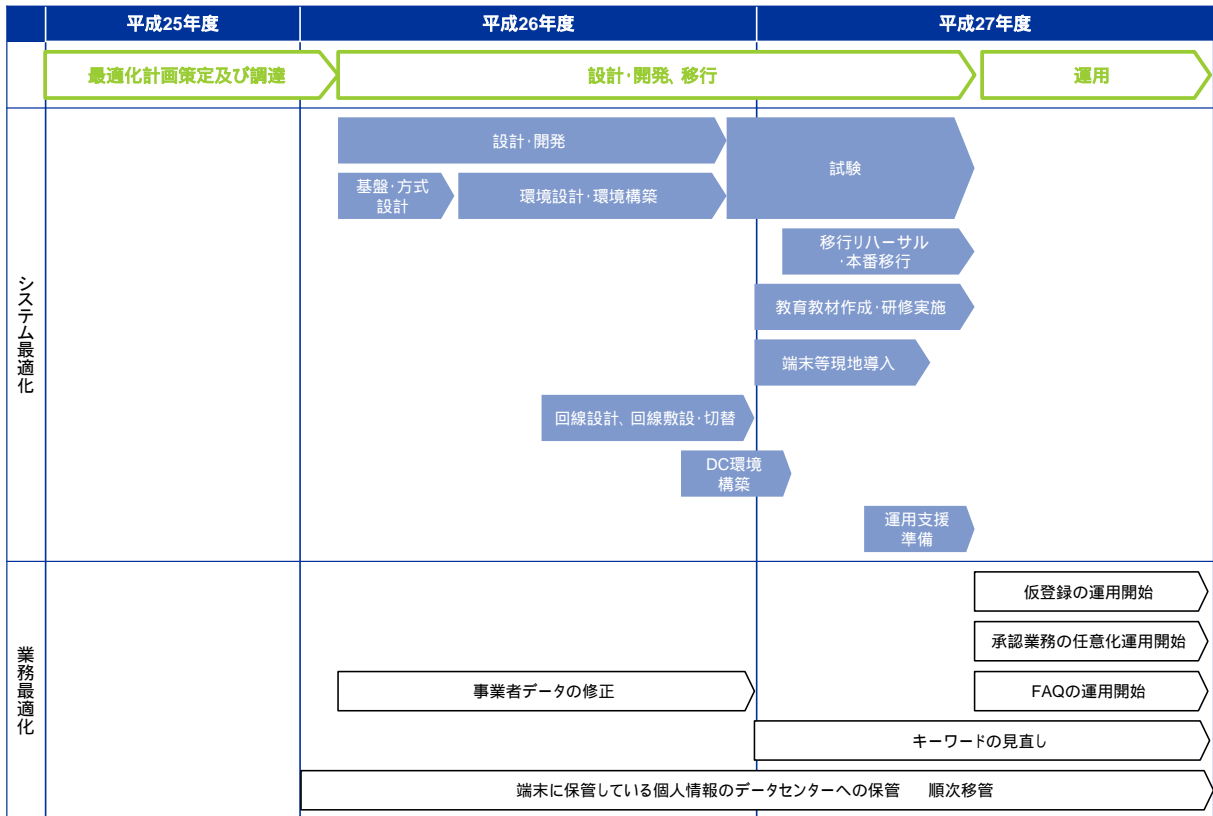 平成25年度
平成26年度
平成27年度
最適化計画策定及び調達
設計・開発、移行
運用
システム最適化
設計・開発
試験
基盤・方式
設計
環境設計・環境構築
移行リハーサル
・本番移行
教育教材作成・研修実施
端末等現地導入
回線設計、回線敷設・切替
DC環境
構築
運用支援
準備
業務最適化
仮登録の運用開始
承認業務の任意化運用開始
事業者データの修正
FAQの運用開始
キーワードの見直し
端末に保管している個人情報のデータセンターへの保管　順次移管